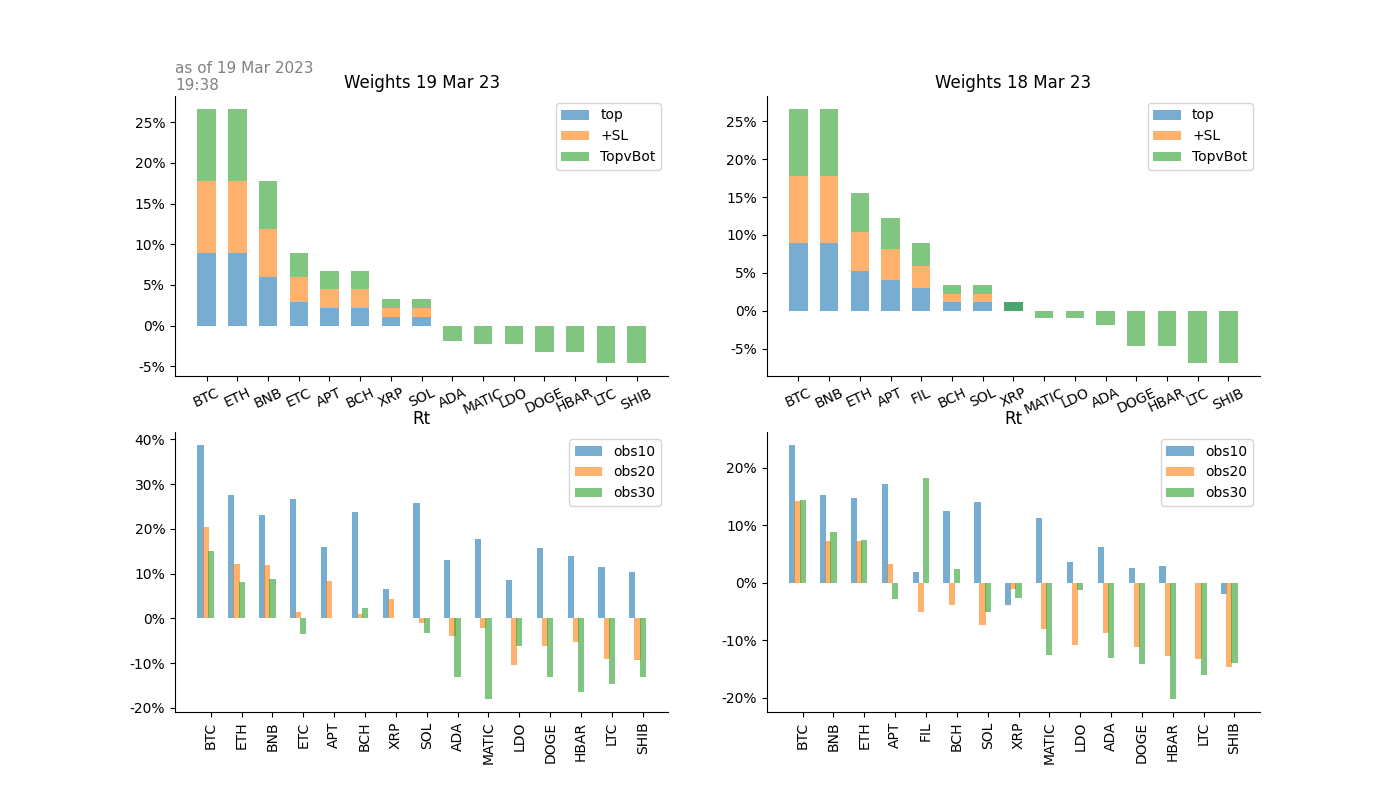 as of 19 Mar 2023
19:38
Weights 19 Mar 23
25%
20%
15%
10%
5%
0%
-5%
top
+SL
TopvBot
BTC
ETH
BNB
ETC
APT
BCH
XRP
SOL
ADA
MATIC
LDO
DOGE
HBAR
LTC
SHIB
Weights 18 Mar 23
25%
20%
15%
10%
5%
0%
-5%
top
+SL
TopvBot
BTC
BNB
ETH
APT
FIL
BCH
SOL
XRP
MATIC
LDO
ADA
DOGE
HBAR
LTC
SHIB
Rt
40%
30%
20%
10%
0%
-10%
-20%
obs10
obs20
obs30
BTC
ETH
BNB
ETC
APT
BCH
XRP
SOL
ADA
MATIC
LDO
DOGE
HBAR
LTC
SHIB
Rt
20%
10%
0%
-10%
-20%
obs10
obs20
obs30
BTC
BNB
ETH
APT
FIL
BCH
SOL
XRP
MATIC
LDO
ADA
DOGE
HBAR
LTC
SHIB